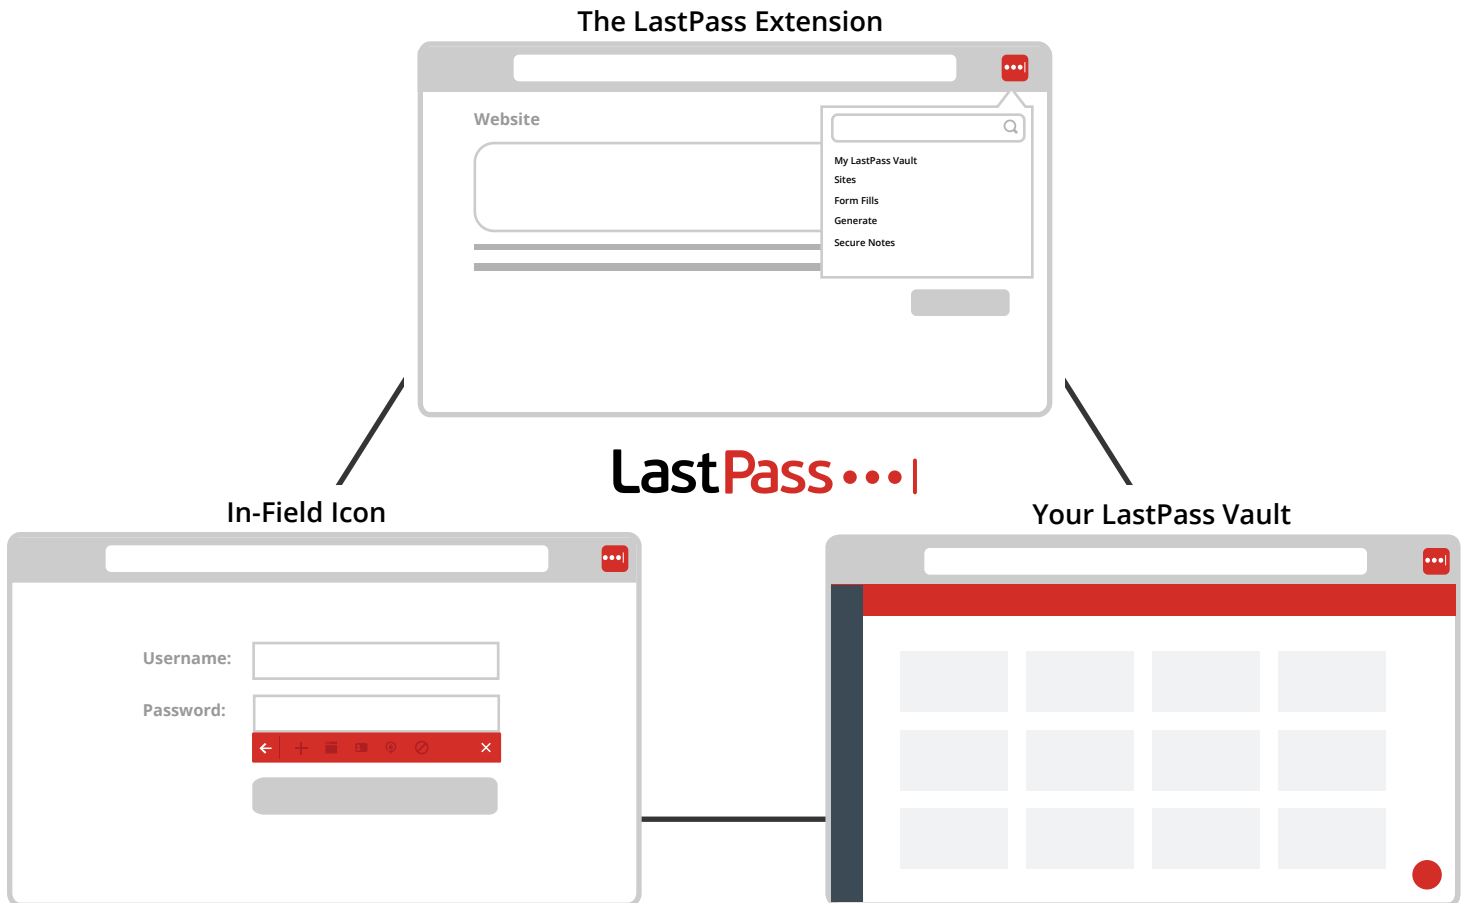 The LastPass Extension
Website
My LastPass Vault
Sites
Form Fills
Generate
Secure Notes
LastPass
In-Field Icon
Your LastPass Vault
Username:
Password: